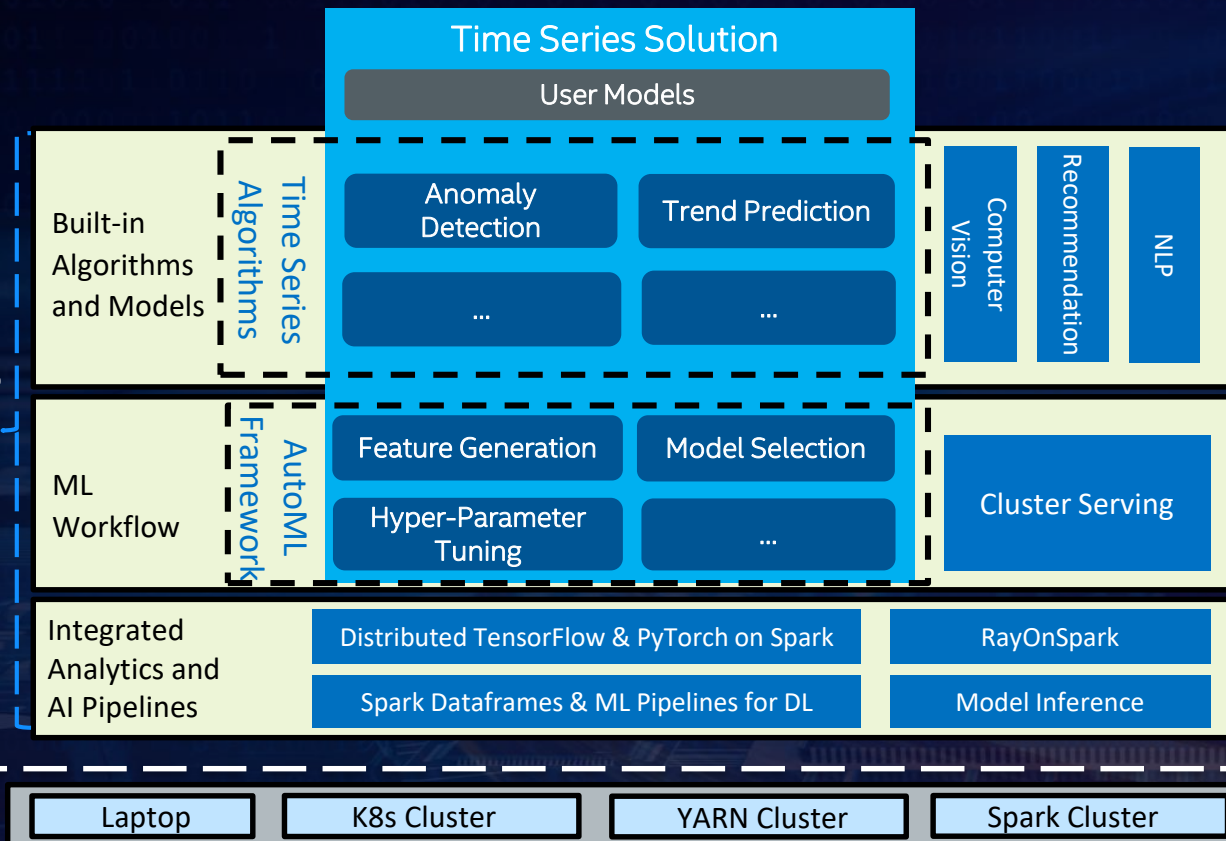 Time Series Solution
User Models
Built-in
Algorithms
and Models
Time Series
Algorithms
Anomaly
Detection
Trend Prediction
...
...
Computer
Vision
Recommendation
NLP
ML
Workflow
AutoML
Framework
Feature Generation
Model Selection
Hyper-Parameter
Tuning
...
Cluster Serving
Integrated
Analytics and
AI Pipelines
Distributed TensorFlow & PyTorch on Spark
RayOnSpark
Spark Dataframes & ML Pipelines for DL
Model Inference
Laptop
K8s Cluster
YARN Cluster
Spark Cluster